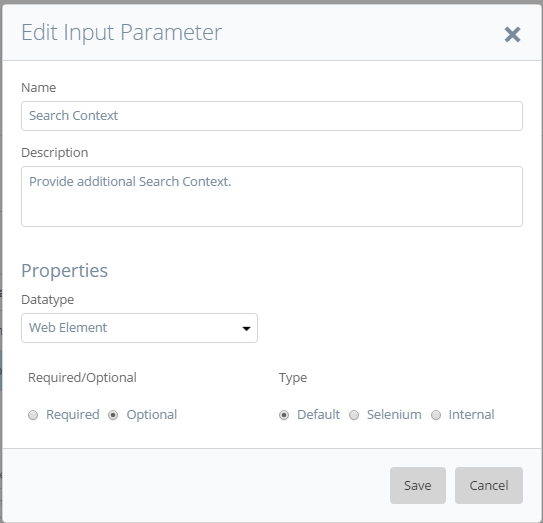 Edit Input Parameter
Name
Search Context
Description
Provide additional Search Context.
Properties
Datatype
Web Element
Required/Optional Type
Required Optional Default Selenium Internal
Save Cancel